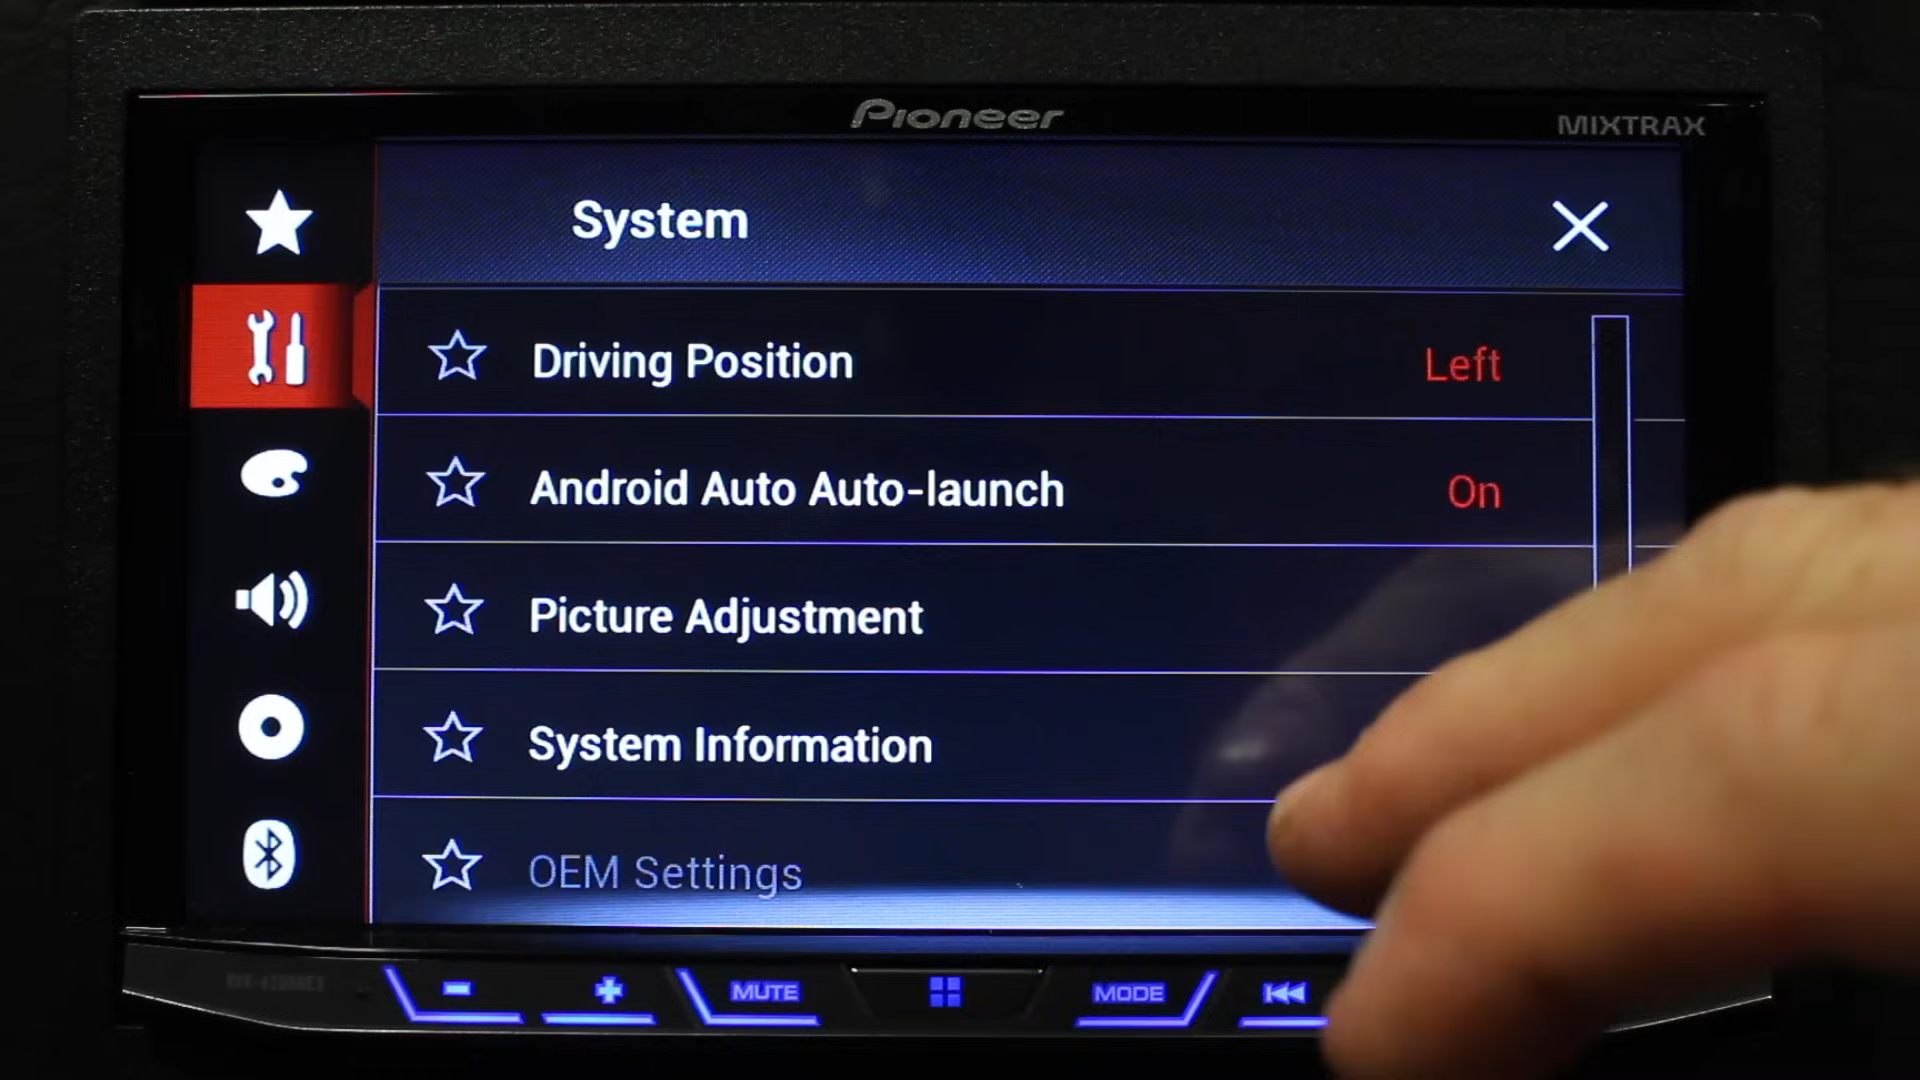 Pioneer
MIXTRAX
System
Driving Position Left
Android Auto Auto-launch On
Picture Adjustment
System Information
OEM Settings
MUTE
MODE